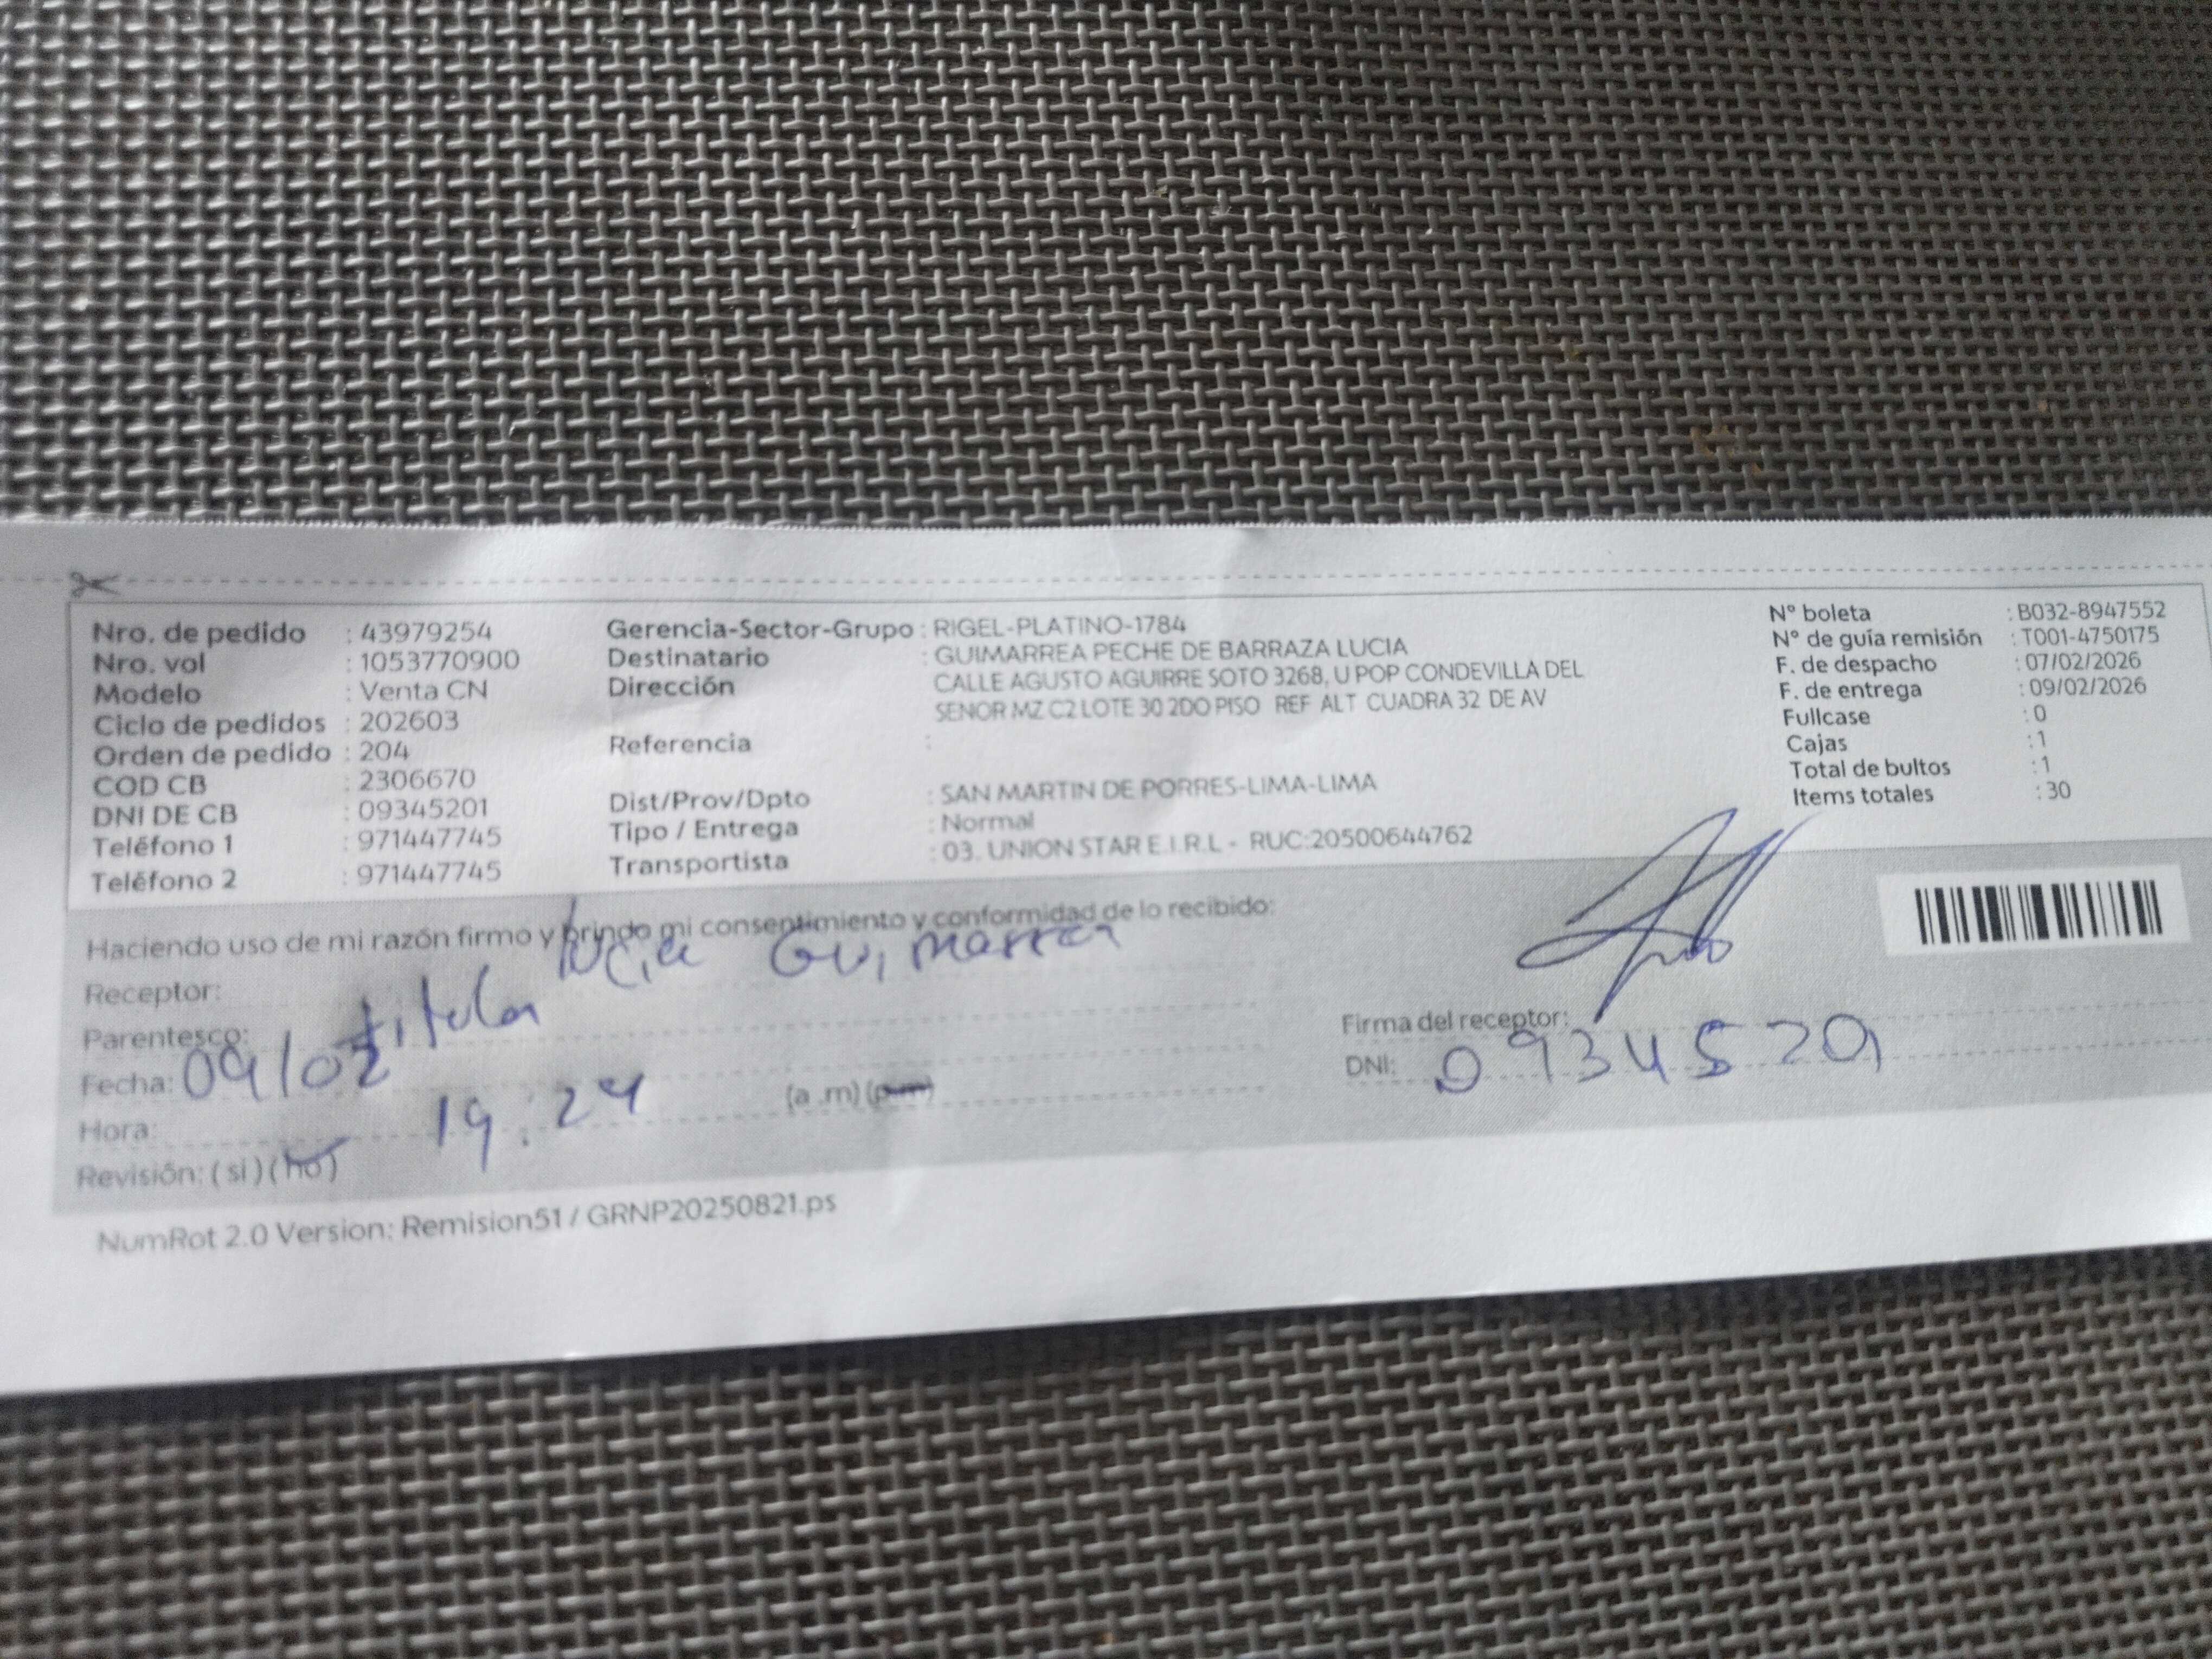 Nro. de pedido : 43979254
Nro. vol : 1053770900
Modelo : Venta CN
Ciclo de pedidos : 202603
Orden de pedido : 204
COD CB : 2306670
DNI DE CB : 09345201
Teléfono 1 : 971447745
Teléfono 2 : 971447745
Gerencia-Sector-Grupo : RIGEL-PLATINO-1784
Destinatario : GUIMARREA PECHE DE BARRAZA LUCIA
Dirección : CALLE AGUSTO AGUIRRE SOTO 3268, U POP CONDEVILLA DEL
SENOR MZ C2 LOTE 30 2DO PISO REF ALT CUADRA 32 DE AV
Referencia :
Dist/Prov/Dpto : SAN MARTIN DE PORRES-LIMA-LIMA
Tipo / Entrega : Normal
Transportista : 03. UNION STAR E.I.R.L - RUC:20500644762
N° boleta : B032-8947552
N° de guía remisión : T001-4750175
F. de despacho : 07/02/2026
F. de entrega : 09/02/2026
Fullcase : 0
Cajas : 1
Total de bultos : 1
Items totales : 30
Haciendo uso de mi razón firmo y brindo mi consentimiento y conformidad de lo recibido:
Receptor: Lucia Guimarrea
Parentesco: titular
Fecha: 09/02
Hora: 19:24 (a .m) (p.m)
Revisión: ( si ) ( no )
Firma del receptor:
DNI:
NumRot 2.0 Version: Remision51 / GRNP20250821.ps